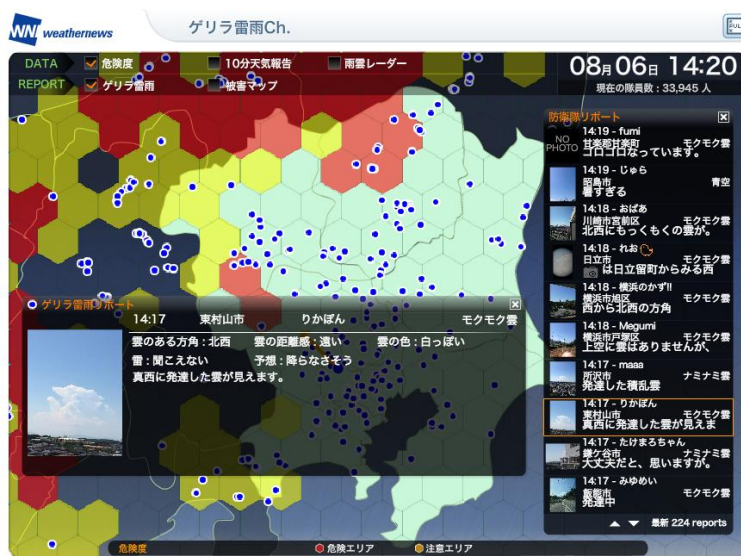 WNI weathernews
ゲリラ雷雨Ch.
FUL
DATA 危険度 10分天気報告 雨雲レーダー
REPORT ゲリラ雷雨 被害マップ
08月06日 14:20
現在の隊員数 : 33,945 人
防衛隊リポート
NO PHOTO
14:19 - fumi
甘楽郡甘楽町 モクモク雲
コロコロなっています。
14:19 - じゅら
昭島市 青空
暑すぎる
14:18 - おばあ
川崎市宮前区 モクモク雲
北西にもっくもくの雲が。
14:18 - れお
日立市 モクモク雲
は日立留町からみる西
14:18 - 横浜のかず!!
横浜市旭区 モクモク雲
西から北西の方角
14:18 - Megumi
横浜市戸塚区 モクモク雲
上空に雲はありませんが、
14:17 - maaa
所沢市 ナミナミ雲
発達した積乱雲
14:17 - りかぽん
東村山市 モクモク雲
真西に発達した雲が見えま
14:17 - たけまろちゃん
鎌ケ谷市 ナミナミ雲
大丈夫だと、思いますが。
14:17 - みゆめい
飯能市 モクモク雲
発達中
最新 224 reports
ゲリラ雷雨リポート
14:17 東村山市 りかぽん モクモク雲
雲のある方角 : 北西 雲の距離感 : 遠い 雲の色 : 白っぽい
雷 : 聞こえない 予想 : 降らなさそう
真西に発達した雲が見えます。
危険度 危険エリア 注意エリア